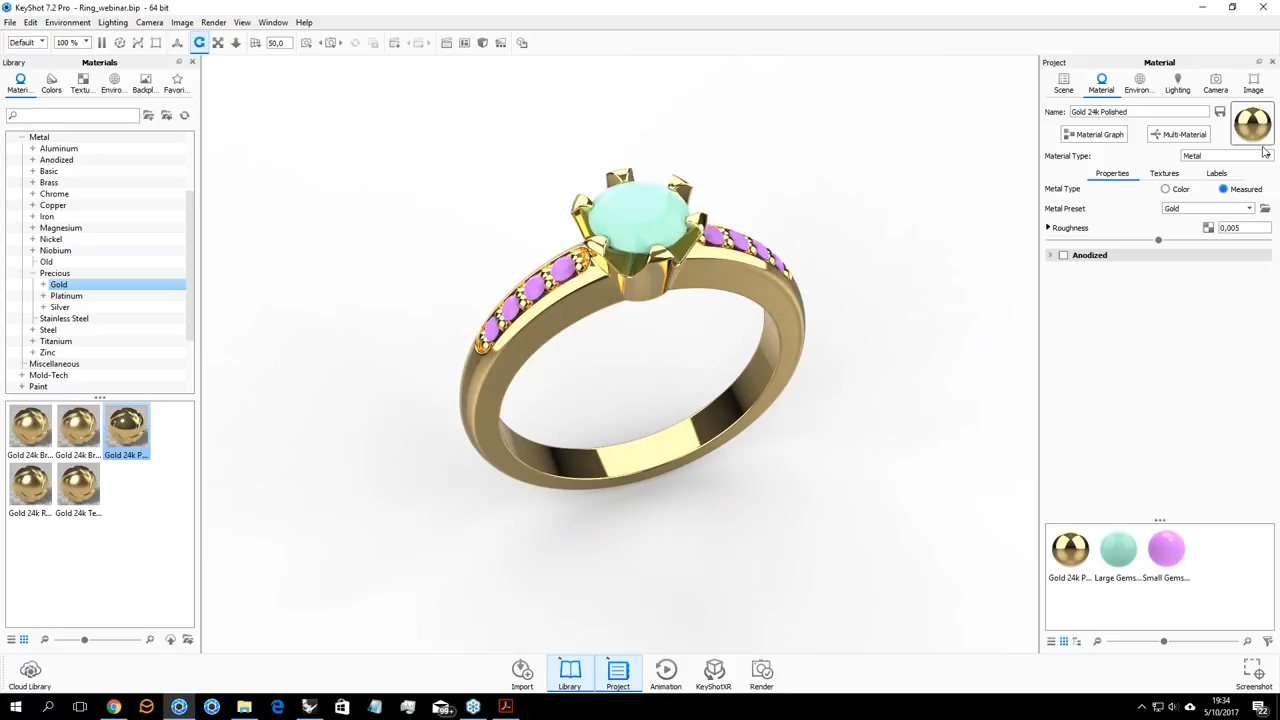 KeyShot 7.2 Pro - Ring_webinar.bip - 64 bit
File Edit Environment Lighting Camera Image Render View Window Help
Default 100 % 50,0
Library Materials
Materi... Colors Textu... Enviro... Backpl... Favori...
Metal
Aluminum
Anodized
Basic
Brass
Chrome
Copper
Iron
Magnesium
Nickel
Niobium
Old
Precious
Gold
Platinum
Silver
Stainless Steel
Steel
Titanium
Zinc
Miscellaneous
Mold-Tech
Paint
Gold 24k Br... Gold 24k Br... Gold 24k P...
Gold 24k R... Gold 24k Te...
Cloud Library
Import Library Project Animation KeyShotXR Render
Project Material
Scene Material Environ... Lighting Camera Image
Name: Gold 24k Polished
Material Graph Multi-Material
Material Type: Metal
Properties Textures Labels
Metal Type Color Measured
Metal Preset Gold
Roughness 0,005
Anodized
Gold 24k P... Large Gems... Small Gems...
Screenshot
99+
19:34
5/10/2017
22